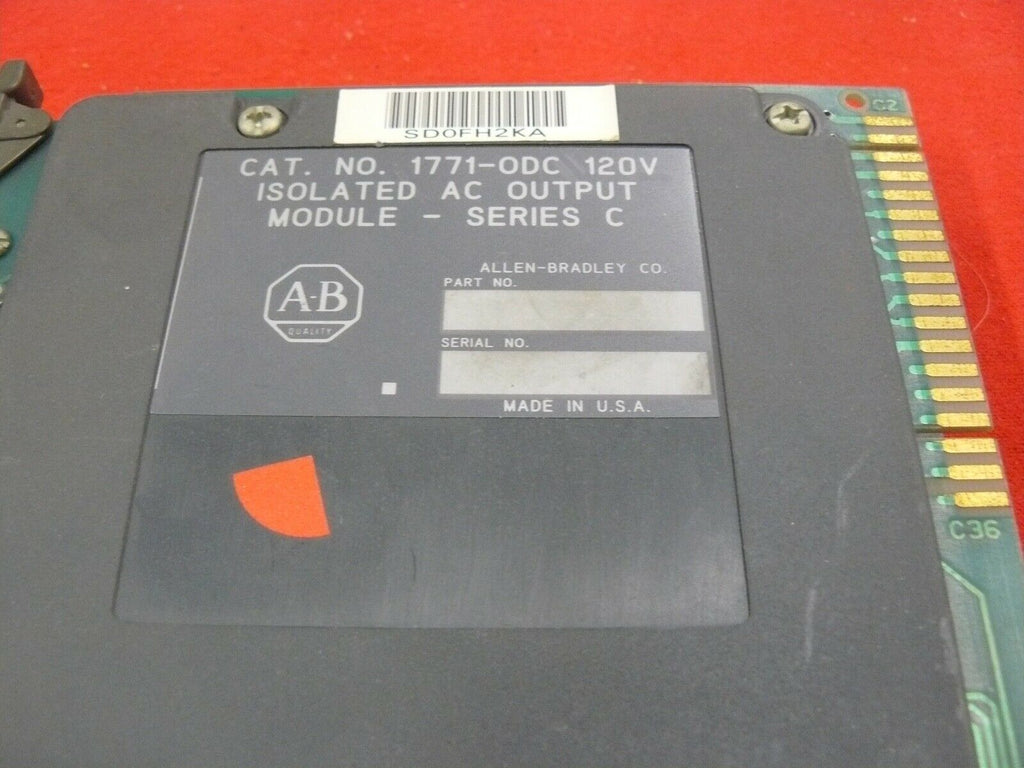 C2
SD0FH2KA
CAT. NO. 1771-ODC 120V
ISOLATED AC OUTPUT
MODULE - SERIES C
ALLEN-BRADLEY CO.
PART NO.
A-B
QUALITY
SERIAL NO.
MADE IN U.S.A.
C36